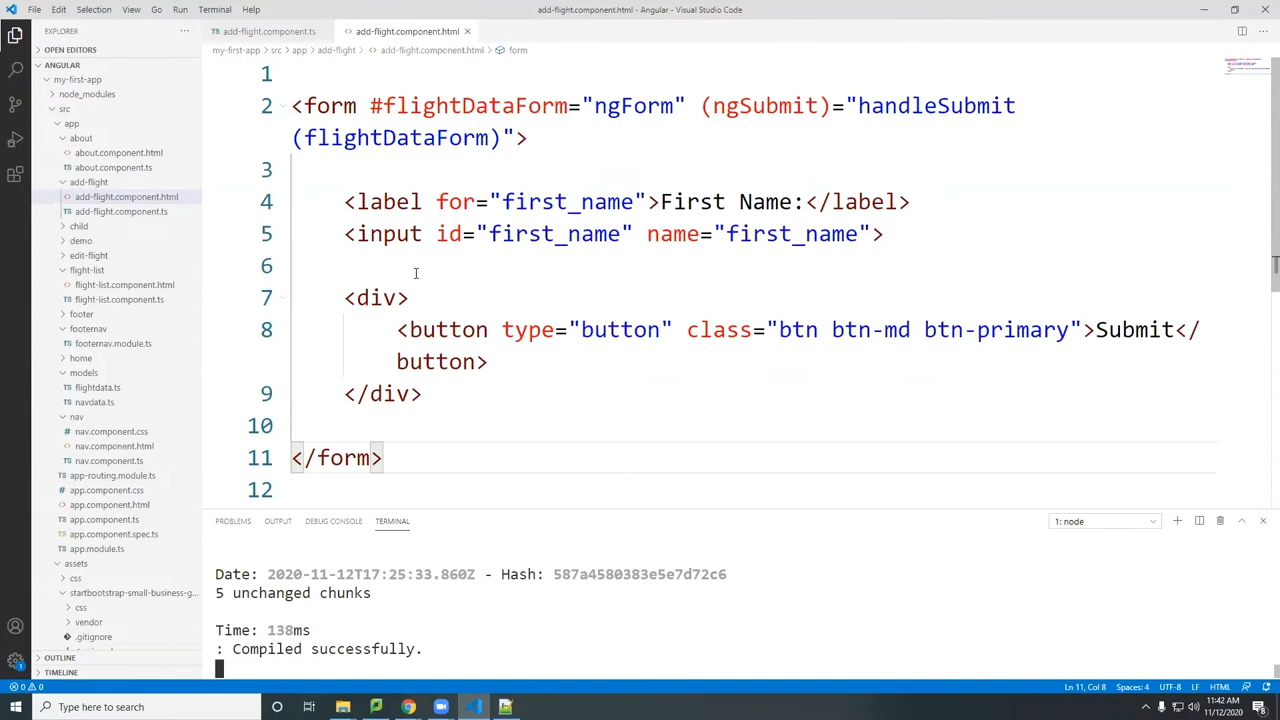 File Edit Selection View Go Run Terminal Help
add-flight.component.html - Angular - Visual Studio Code
EXPLORER
add-flight.component.ts
add-flight.component.html
my-first-app > src > app > add-flight > add-flight.component.html > form
OPEN EDITORS
ANGULAR
my-first-app
node_modules
src
app
about
about.component.html
about.component.ts
add-flight
add-flight.component.html
add-flight.component.ts
child
demo
edit-flight
flight-list
flight-list.component.html
flight-list.component.ts
footer
footernav
footernav.module.ts
home
models
flightdata.ts
navdata.ts
nav
nav.component.css
nav.component.html
nav.component.ts
app-routing.module.ts
app.component.css
app.component.html
app.component.ts
app.component.spec.ts
app.module.ts
assets
css
startbootstrap-small-business-g...
css
vendor
.gitignore
OUTLINE
TIMELINE
1
2 <form #flightDataForm="ngForm" (ngSubmit)="handleSubmit
(flightDataForm)">
3
4 <label for="first_name">First Name:</label>
5 <input id="first_name" name="first_name">
6
7 <div>
8 <button type="button" class="btn btn-md btn-primary">Submit</
button>
9 </div>
10
11 </form>
12
PROBLEMS OUTPUT DEBUG CONSOLE TERMINAL
1: node
Date: 2020-11-12T17:25:33.860Z - Hash: 587a4580383e5e7d72c6
5 unchanged chunks
Time: 138ms
: Compiled successfully.
0 0
Ln 11, Col 8 Spaces: 4 UTF-8 LF HTML
Type here to search
11:42 AM
11/12/2020